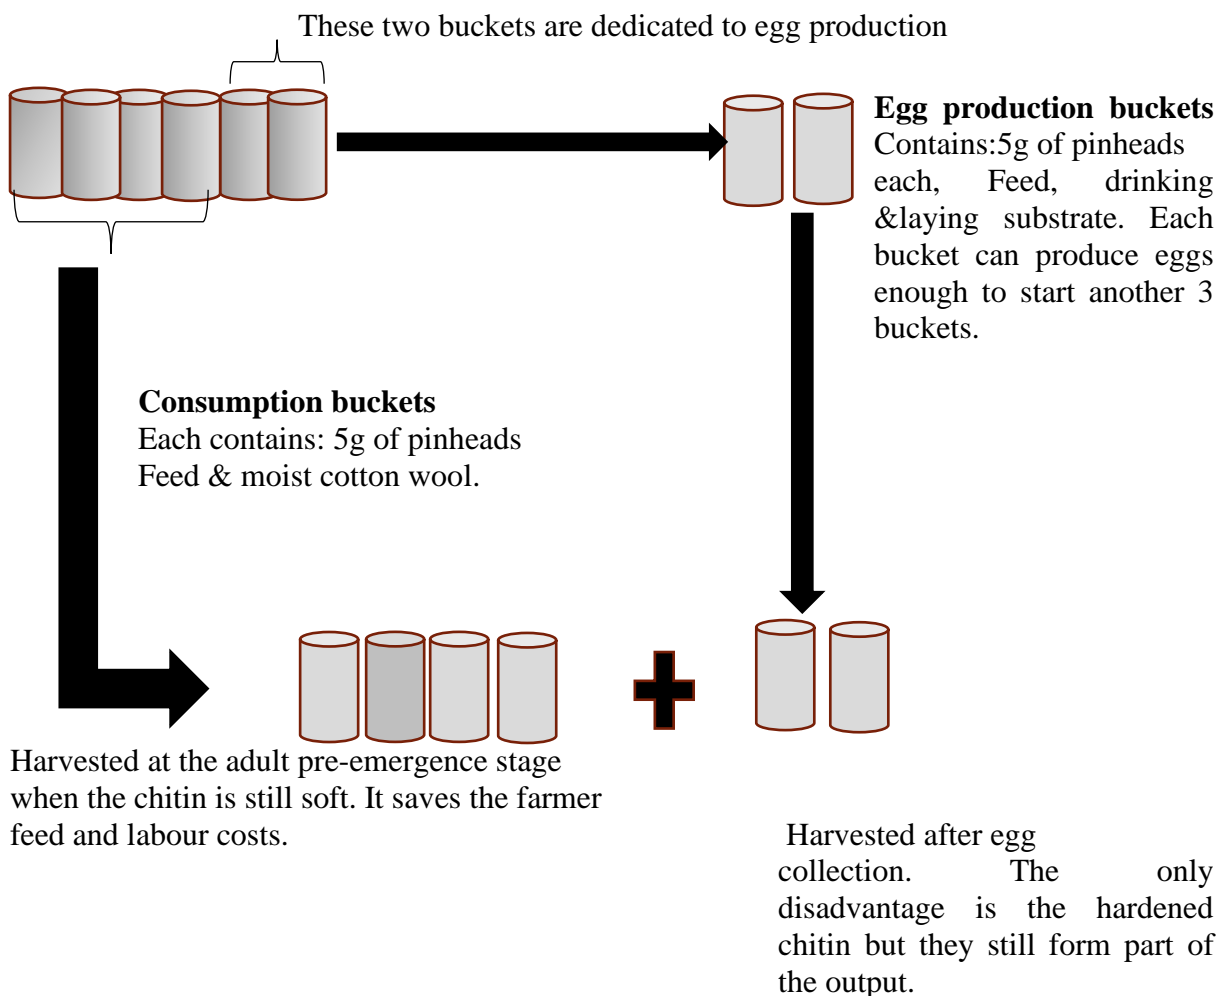 These two buckets are dedicated to egg production
Egg production buckets
Contains:5g of pinheads
each, Feed, drinking
&laying substrate. Each
bucket can produce eggs
enough to start another 3
buckets.
Consumption buckets
Each contains: 5g of pinheads
Feed & moist cotton wool.
Harvested at the adult pre-emergence stage
when the chitin is still soft. It saves the farmer
feed and labour costs.
Harvested after egg
collection. The only
disadvantage is the hardened
chitin but they still form part of
the output.